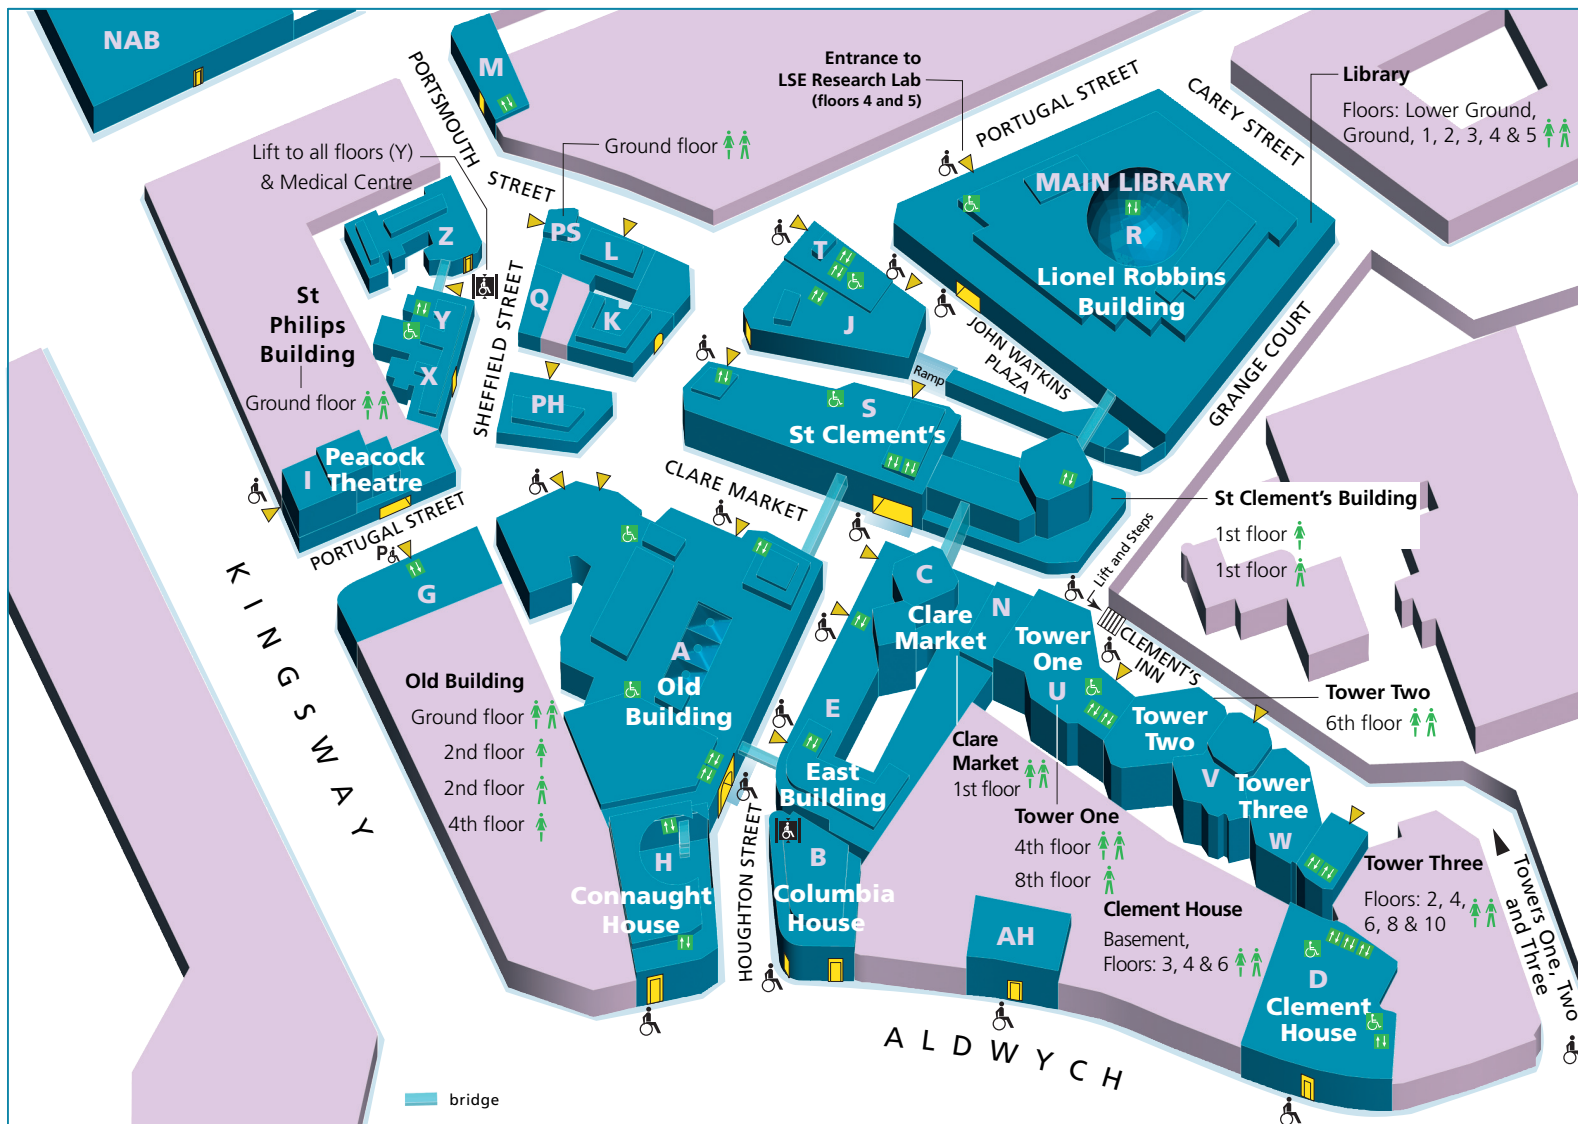 NAB
M
PORTSMOUTH
STREET
Entrance to
LSE Research Lab
(floors 4 and 5)
PORTUGAL STREET
CAREY STREET
Library
Floors: Lower Ground,
Ground, 1, 2, 3, 4 & 5
Lift to all floors (Y)
& Medical Centre
Ground floor
MAIN LIBRARY
R
Lionel Robbins
Building
Z
PS
L
Q
K
T
J
St
Philips
Building
Ground floor
Y
X
SHEFFIELD STREET
JOHN WATKINS
PLAZA
GRANGE COURT
Ramp
PH
S
St Clement's
I
Peacock
Theatre
PORTUGAL STREET
CLARE MARKET
St Clement's Building
1st floor
1st floor
Lift and Steps
P
G
KINGSWAY
C
Clare
Market
N
Tower
One
U
CLEMENT'S
INN
A
Old
Building
Old Building
Ground floor
2nd floor
2nd floor
4th floor
E
East
Building
Tower
Two
Tower Two
6th floor
Clare
Market
1st floor
V
Tower
Three
W
Tower One
4th floor
8th floor
Tower Three
Floors: 2, 4,
6, 8 & 10
H
Connaught
House
HOUGHTON STREET
B
Columbia
House
AH
Clement House
Basement,
Floors: 3, 4 & 6
D
Clement
House
Towers One, Two
and Three
ALDWYCH
bridge